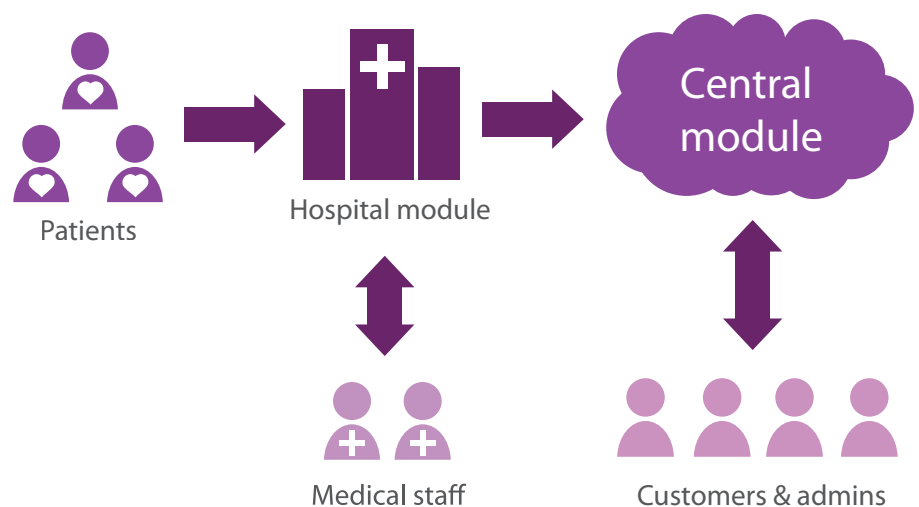 Central
module
Patients
Hospital module
Medical staff
Customers & admins